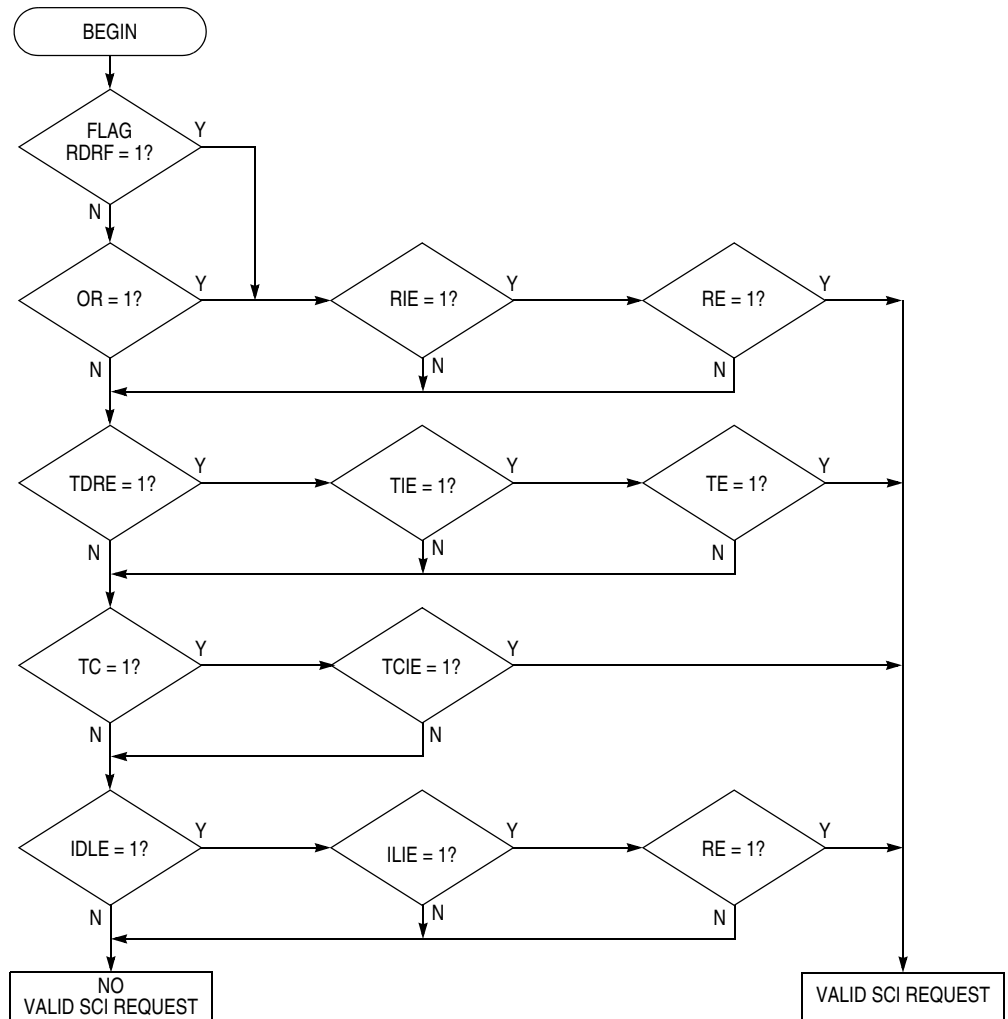 BEGIN
FLAG
RDRF = 1?
Y
N
OR = 1?
Y
RIE = 1?
Y
RE = 1?
Y
N
N
N
TDRE = 1?
Y
TIE = 1?
Y
TE = 1?
Y
N
N
N
TC = 1?
Y
TCIE = 1?
Y
N
N
IDLE = 1?
Y
ILIE = 1?
Y
RE = 1?
Y
N
N
N
NO
VALID SCI REQUEST
VALID SCI REQUEST